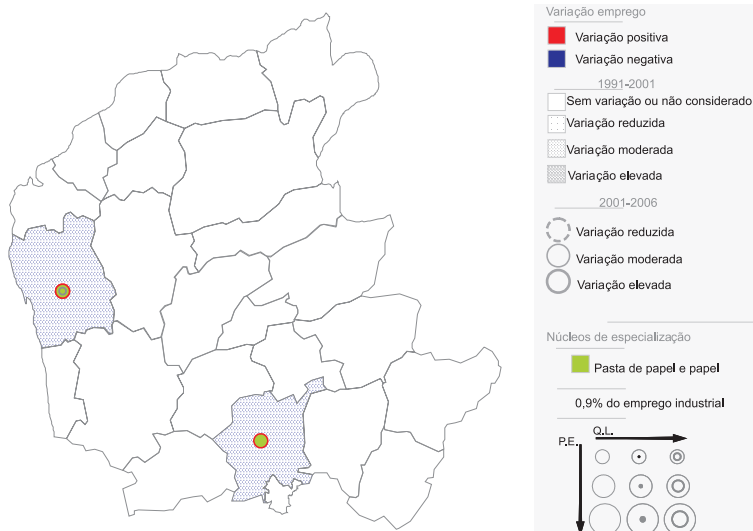 Variação emprego
Variação positiva
Variação negativa
1991-2001
Sem variação ou não considerado
Variação reduzida
Variação moderada
Variação elevada
2001-2006
Variação reduzida
Variação moderada
Variação elevada
Núcleos de especialização
Pasta de papel e papel
0,9% do emprego industrial
Q.L.
P.E.